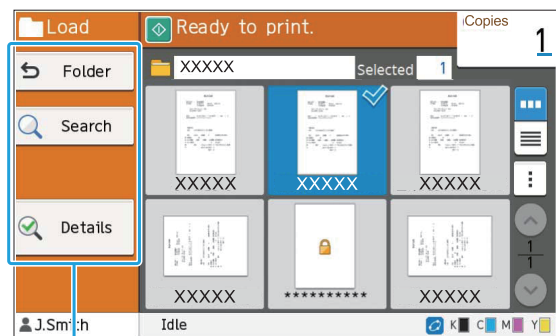 Load
Ready to print.
Copies
1
Folder
XXXXX
Selected 1
Search
XXXXX XXXXX XXXXX
Details
XXXXX ********** XXXXX
1
1
J.Smith
Idle
K C M Y